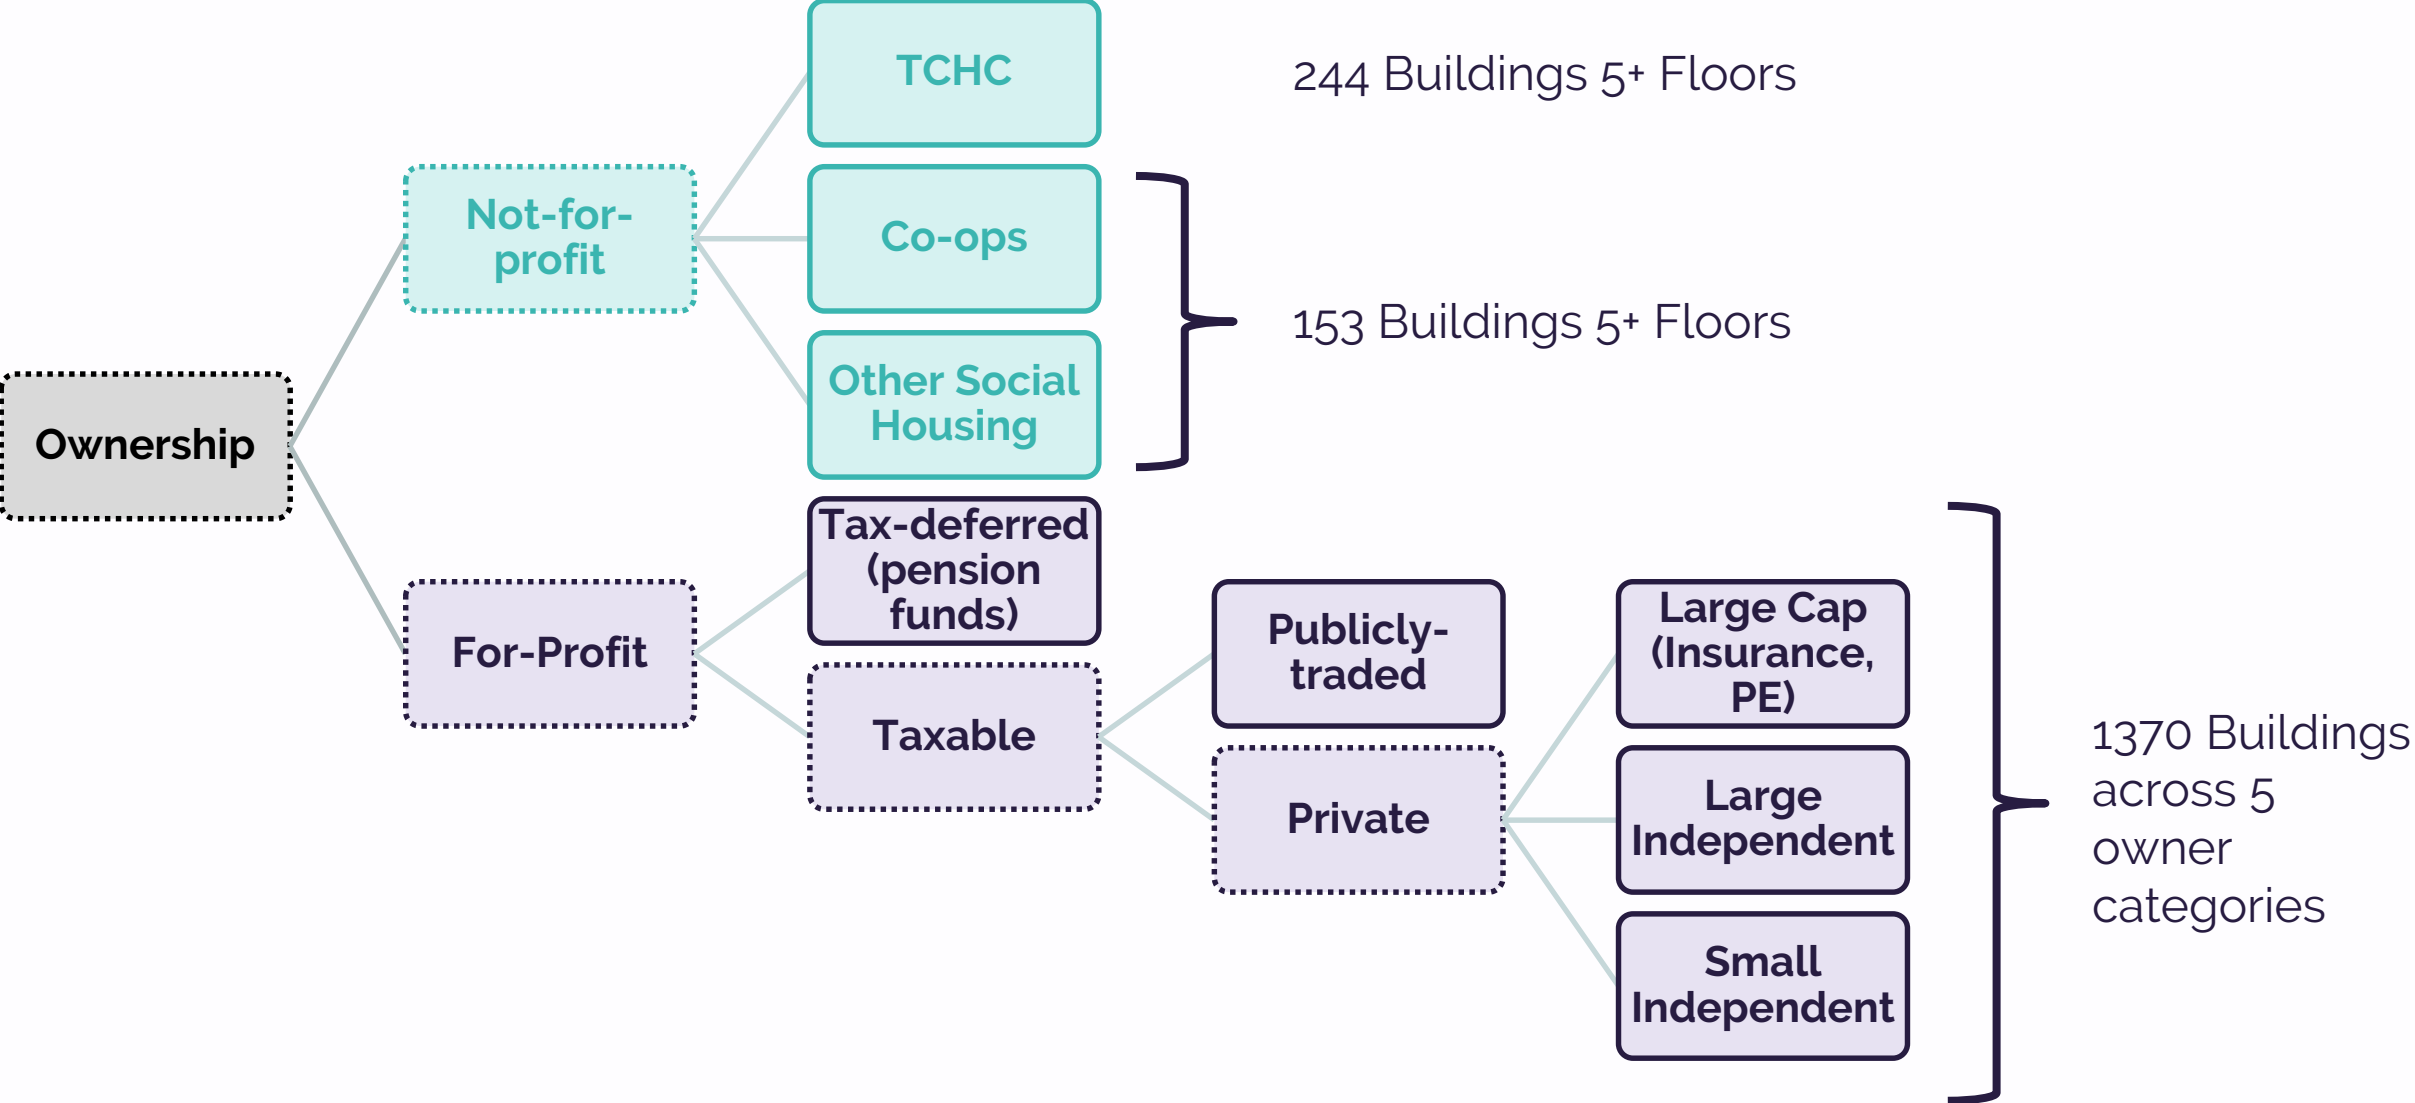 TCHC
244 Buildings 5+ Floors
Not-for-
profit
Co-ops
153 Buildings 5+ Floors
Other Social
Housing
Ownership
Tax-deferred
(pension
funds)
For-Profit
Taxable
Publicly-
traded
Private
Large Cap
(Insurance,
PE)
Large
Independent
Small
Independent
1370 Buildings
across 5
owner
categories